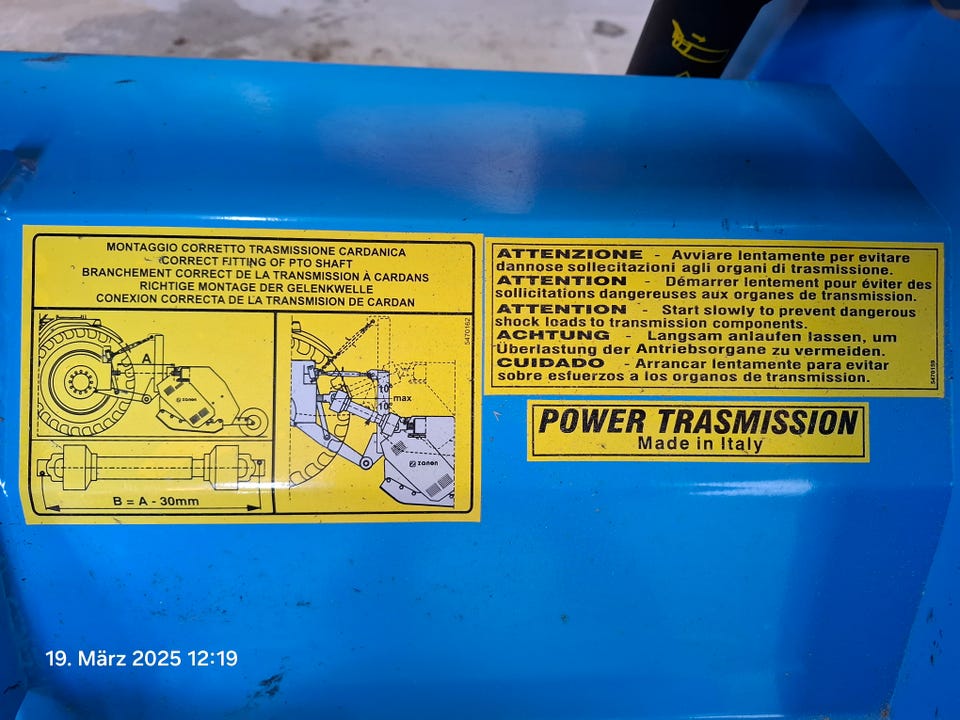 MONTAGGIO CORRETTO TRASMISSIONE CARDANICA
CORRECT FITTING OF PTO SHAFT
BRANCHEMENT CORRECT DE LA TRANSMISSION À CARDANS
RICHTIGE MONTAGE DER GELENKWELLE
CONEXION CORRECTA DE LA TRANSMISION DE CARDAN
A
zanon
B = A - 30mm
5470162
10°
max
10°
zanon
ATTENZIONE - Avviare lentamente per evitare
dannose sollecitazioni agli organi di trasmissione.
ATTENTION - Démarrer lentement pour éviter des
sollicitations dangereuses aux organes de transmission.
ATTENTION - Start slowly to prevent dangerous
shock loads to transmission components.
ACHTUNG - Langsam anlaufen lassen, um
Überlastung der Antriebsorgane zu vermeiden.
CUIDADO - Arrancar lentamente para evitar
sobre esfuerzos a los organos de transmission.
5470159
POWER TRASMISSION
Made in Italy
19. März 2025 12:19